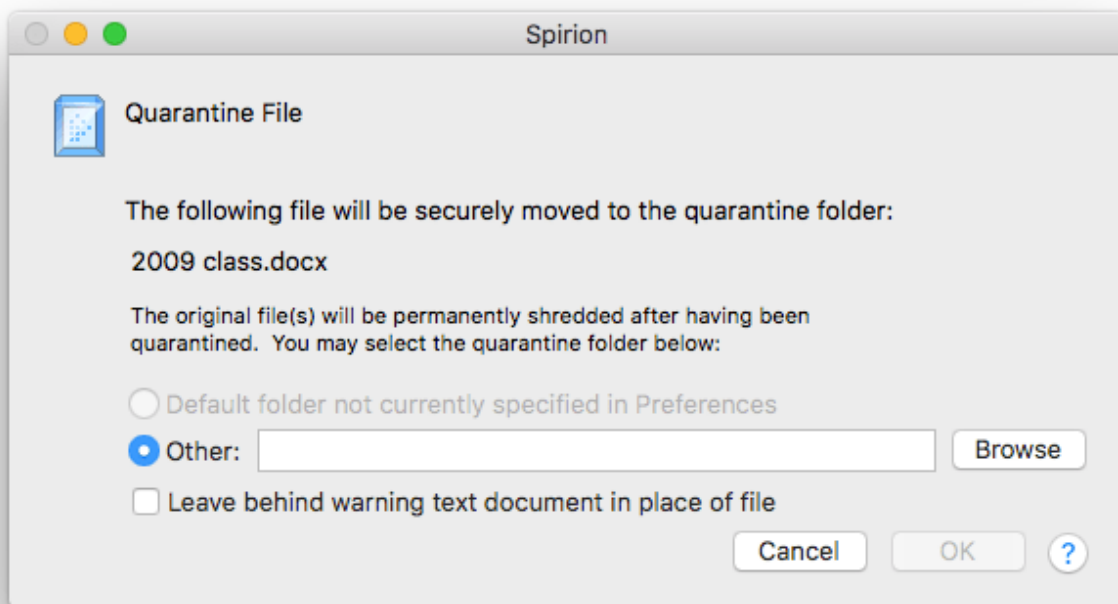 Spirion
Quarantine File
The following file will be securely moved to the quarantine folder:
2009 class.docx
The original file(s) will be permanently shredded after having been
quarantined.  You may select the quarantine folder below:
Default folder not currently specified in Preferences
Other:
Browse
Leave behind warning text document in place of file
Cancel
OK
?